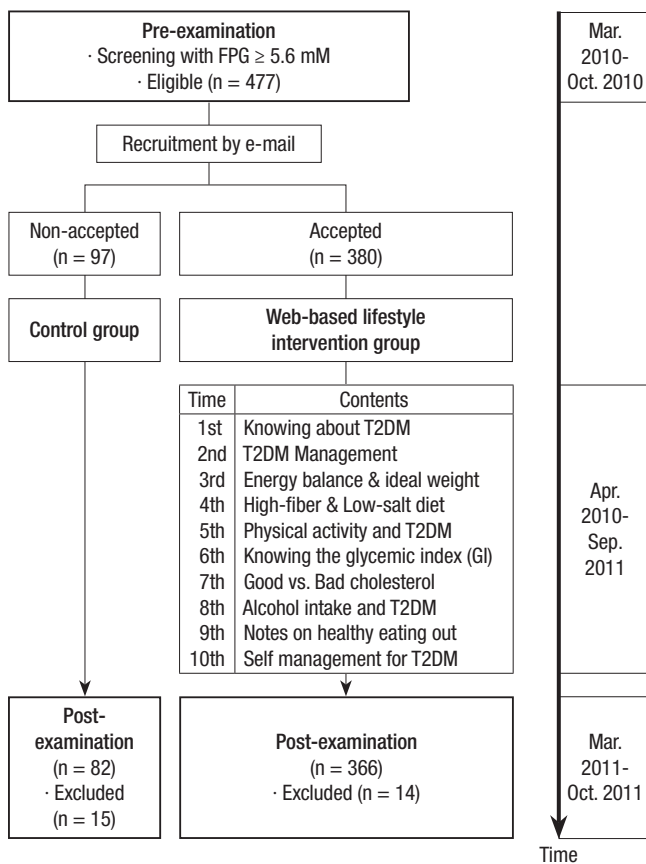 Pre-examination
· Screening with FPG ≥ 5.6 mM
· Eligible (n = 477)
Mar.
2010-
Oct. 2010
Recruitment by e-mail
Non-accepted
(n = 97)
Accepted
(n = 380)
Control group
Web-based lifestyle
intervention group
Time Contents
1st Knowing about T2DM
2nd T2DM Management
3rd Energy balance & ideal weight
4th High-fiber & Low-salt diet
5th Physical activity and T2DM
6th Knowing the glycemic index (GI)
7th Good vs. Bad cholesterol
8th Alcohol intake and T2DM
9th Notes on healthy eating out
10th Self management for T2DM
Apr.
2010-
Sep.
2011
Post-
examination
(n = 82)
· Excluded
(n = 15)
Post-examination
(n = 366)
· Excluded (n = 14)
Mar.
2011-
Oct. 2011
Time